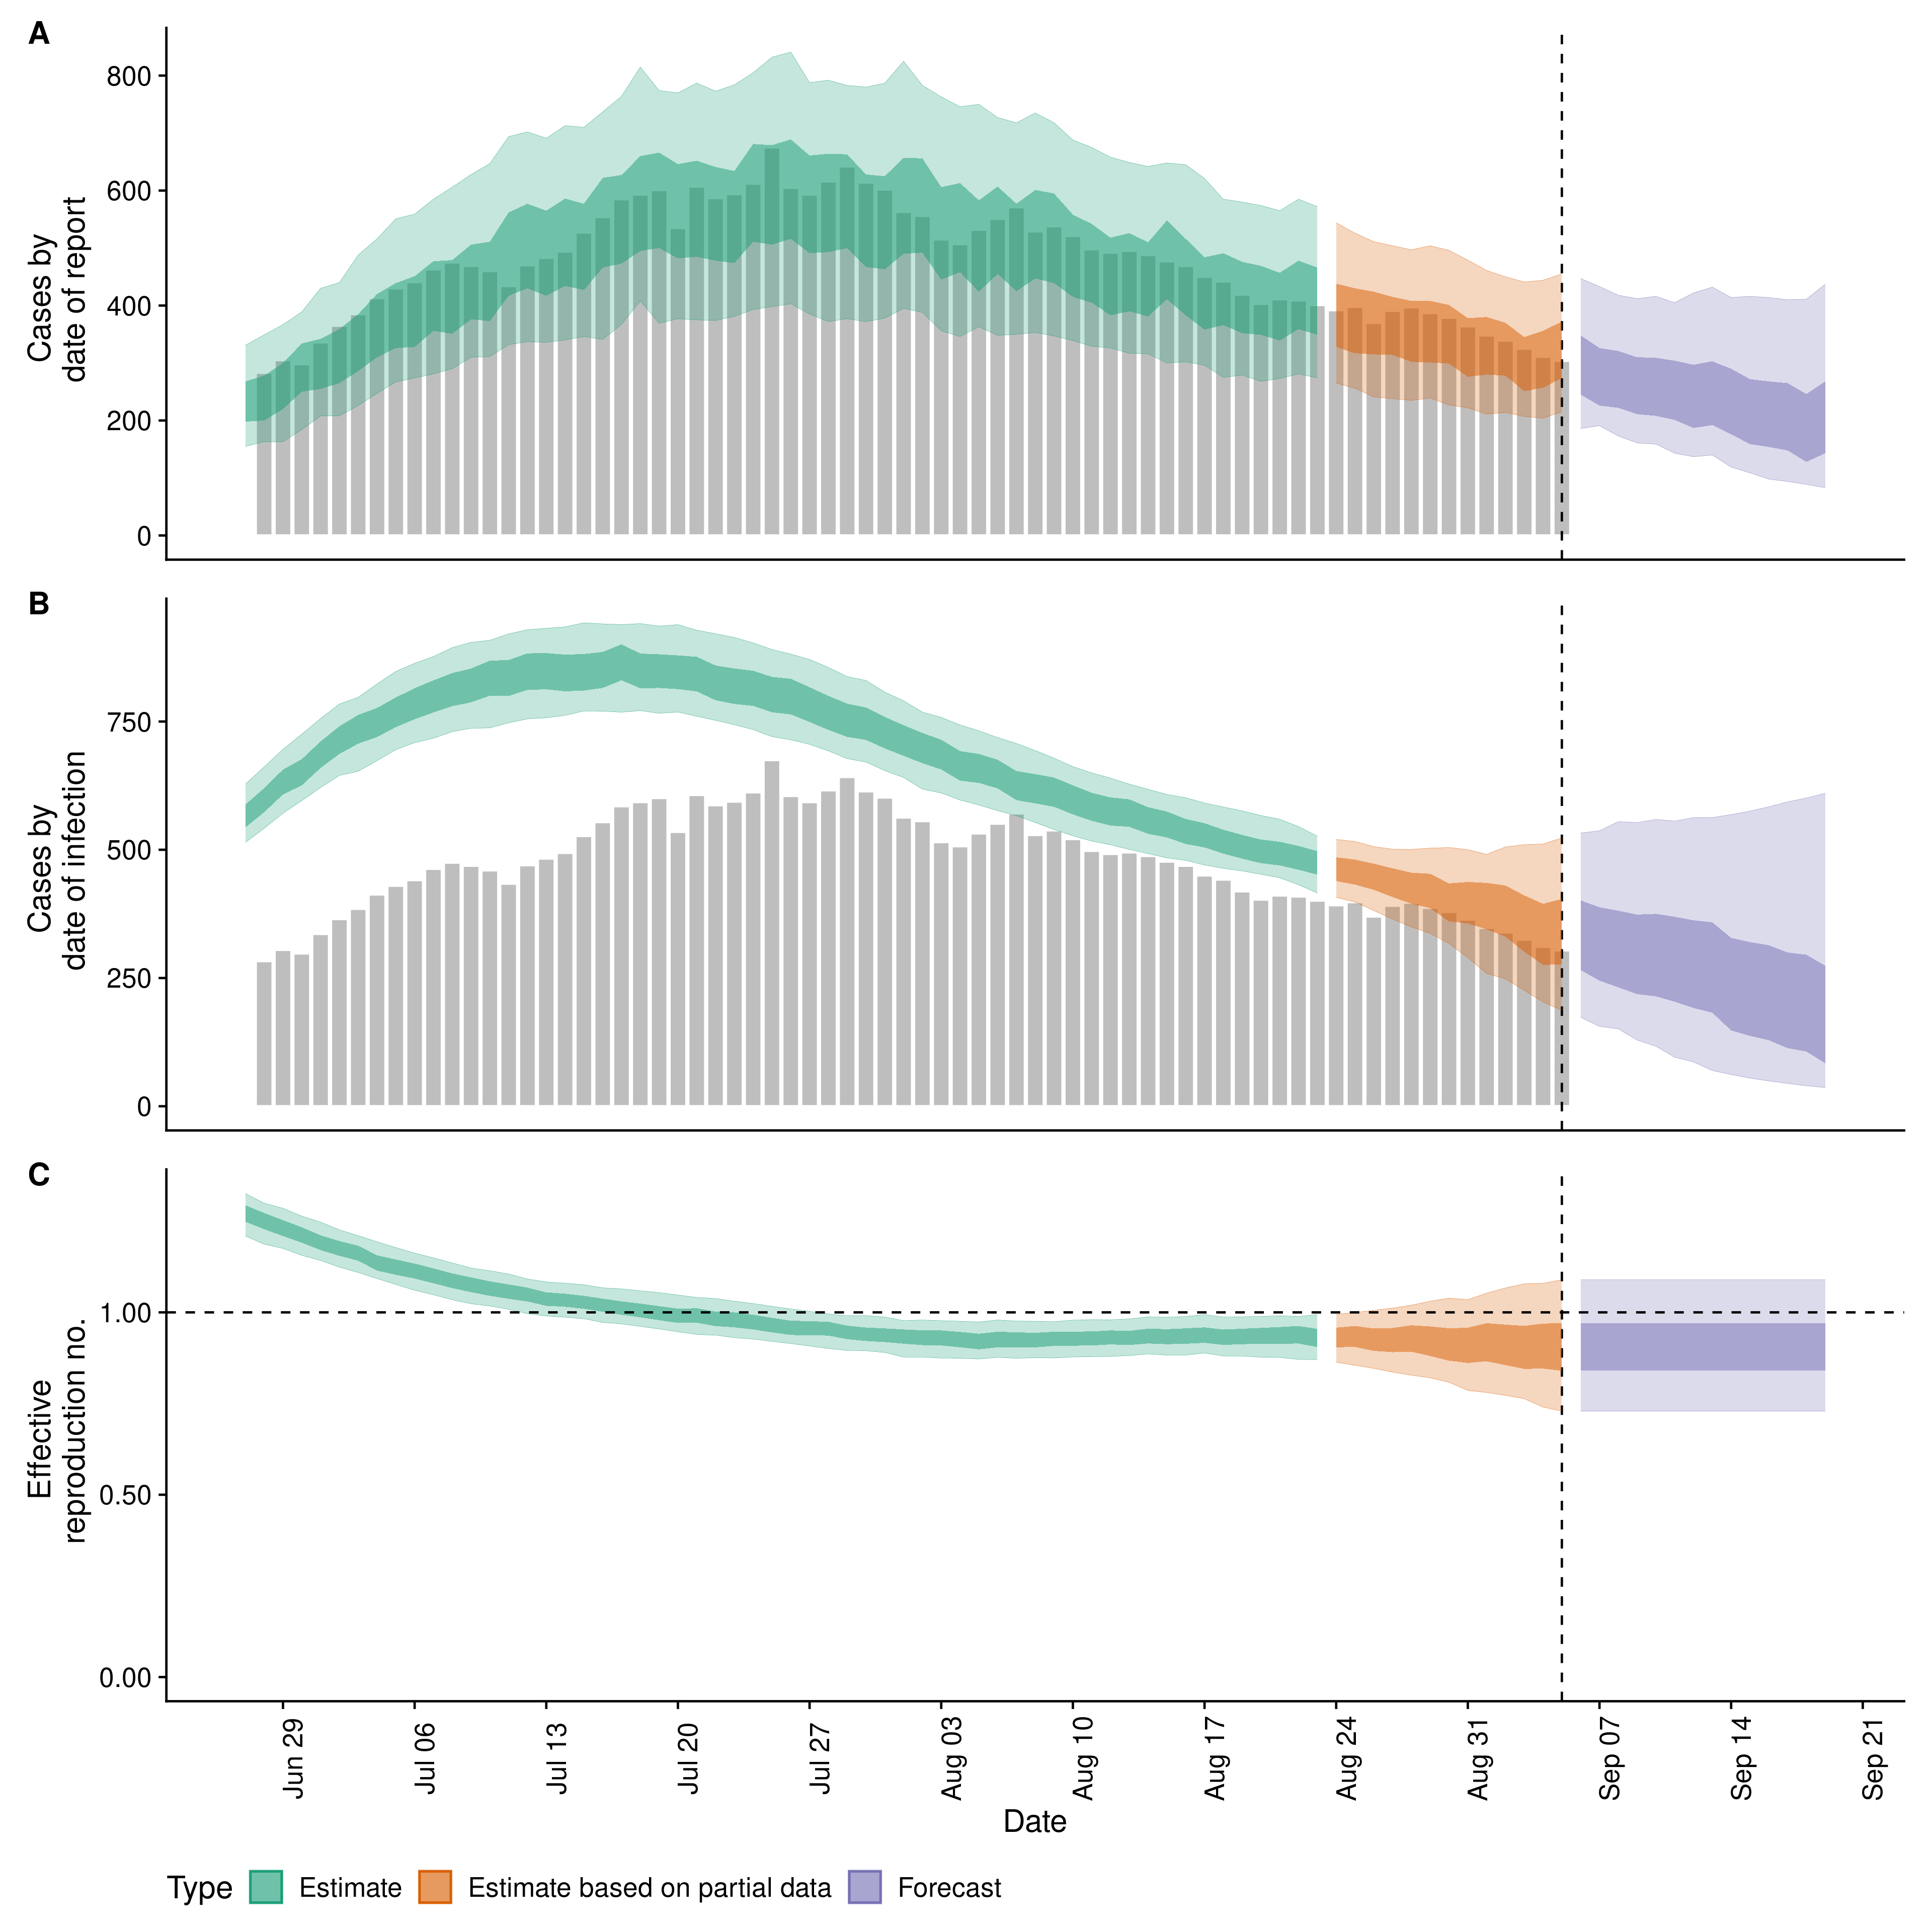 A
Cases by
date of report
800
600
400
200
0
B
Cases by
date of infection
750
500
250
0
C
Effective
reproduction no.
1.00
0.50
0.00
Jun 29
Jul 06
Jul 13
Jul 20
Jul 27
Aug 03
Aug 10
Aug 17
Aug 24
Aug 31
Sep 07
Sep 14
Sep 21
Date
Type Estimate Estimate based on partial data Forecast